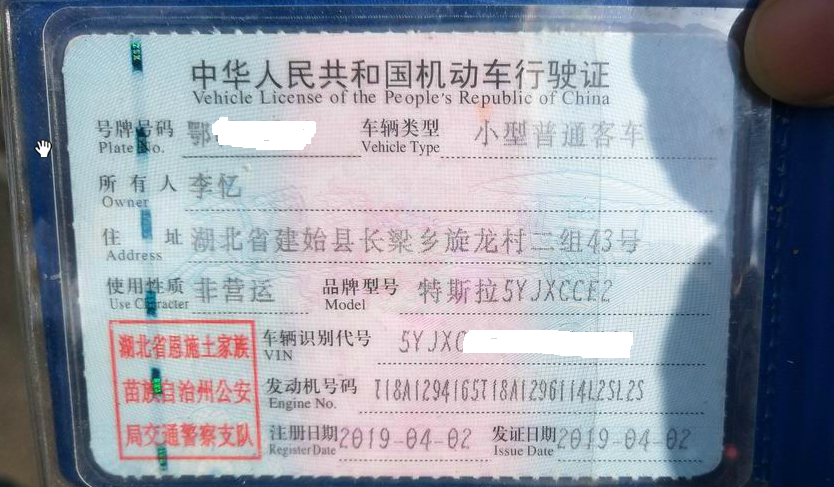 中华人民共和国机动车行驶证
Vehicle License of the People's Republic of China
号牌号码 鄂 车辆类型 小型普通客车
Plate No. Vehicle Type
所有人 李忆
Owner
住址 湖北省建始县长梁乡旋龙村二组43号
Address
使用性质 非营运 品牌型号 特斯拉5YJXCCE2
Use Character Model
湖北省恩施土家族
苗族自治州公安
局交通警察支队
车辆识别代号 5YJXC
VIN
发动机号码 T18A1294165T18A1296114L2SL2S
Engine No.
注册日期 2019-04-02 发证日期 2019-04-02
Register Date Issue Date